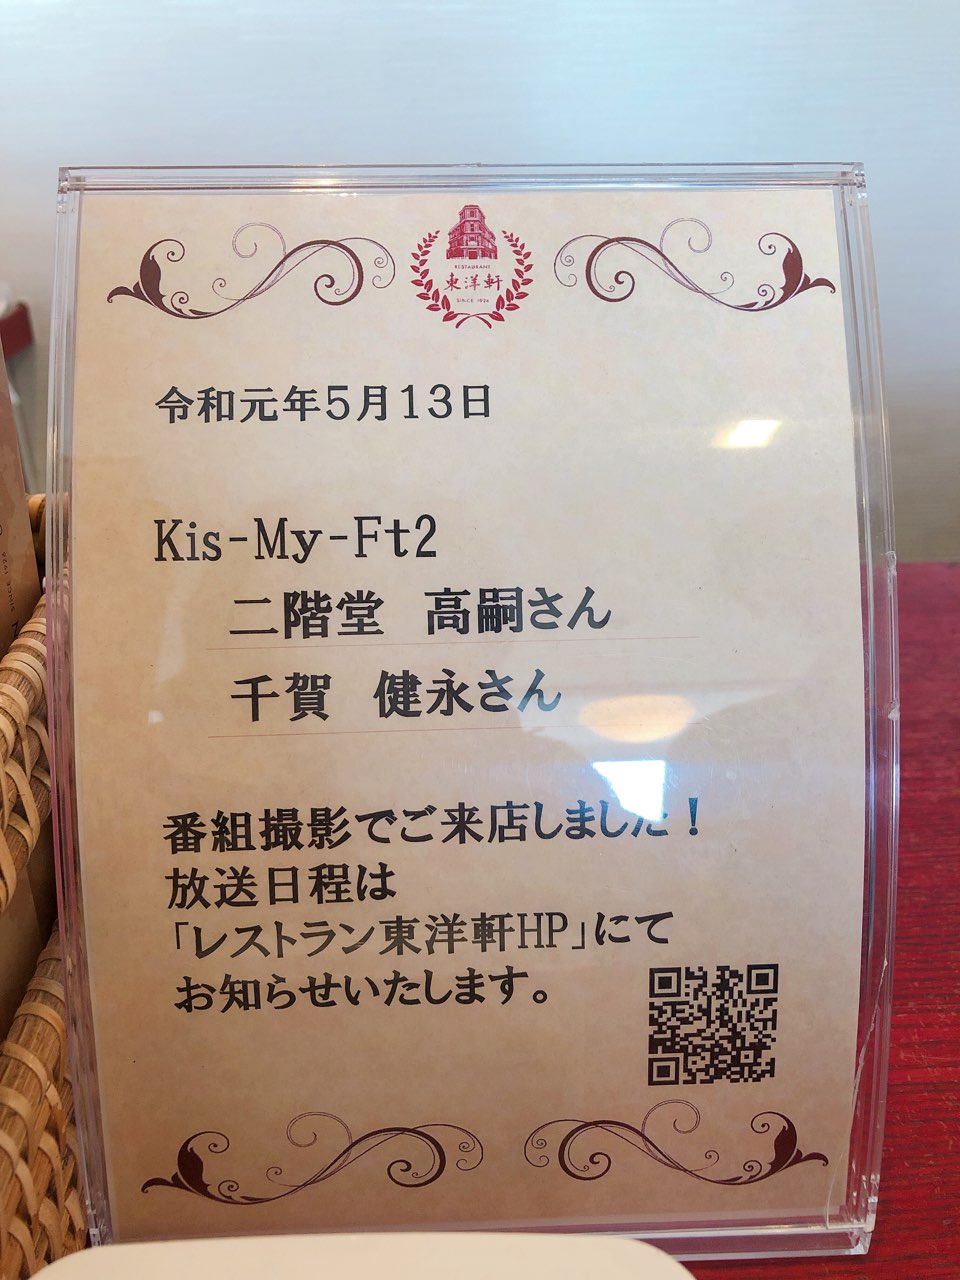 RESTAURANT
東洋軒
SINCE 1926
令和元年5月13日
Kis-My-Ft2
二階堂 高嗣さん
千賀 健永さん
番組撮影でご来店しました！
放送日程は
「レストラン東洋軒HP」にて
お知らせいたします。